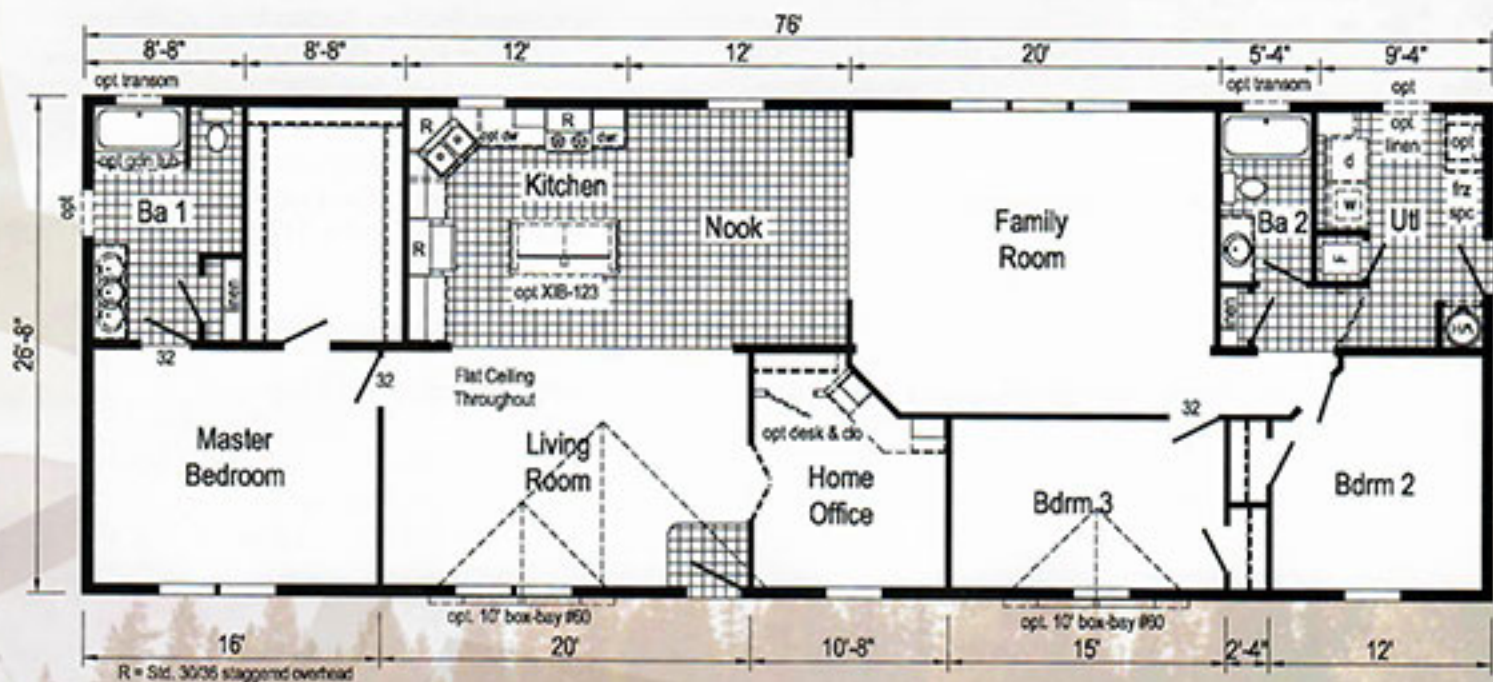 76'
8'-8"
8'-8"
12'
12'
20'
5'-4"
9'-4"
opt transom
opt transom
opt
26'-8"
opt
opt gdn tub
Ba 1
linen
R
opt dw
R
dwr
Kitchen
R
opt XIB-123
Nook
Family
Room
Ba 2
linen
d
w
opt
linen
opt
frz
spc
Utl
F
32
32
32
Flat Ceiling
Throughout
Master
Bedroom
Living
Room
opt desk & clo
Home
Office
Bdrm 3
Bdrm 2
opt. 10' box-bay #60
opt. 10' box-bay #60
16'
20'
10'-8"
15'
2'-4"
12'
R = Std. 30/36 staggered overhead